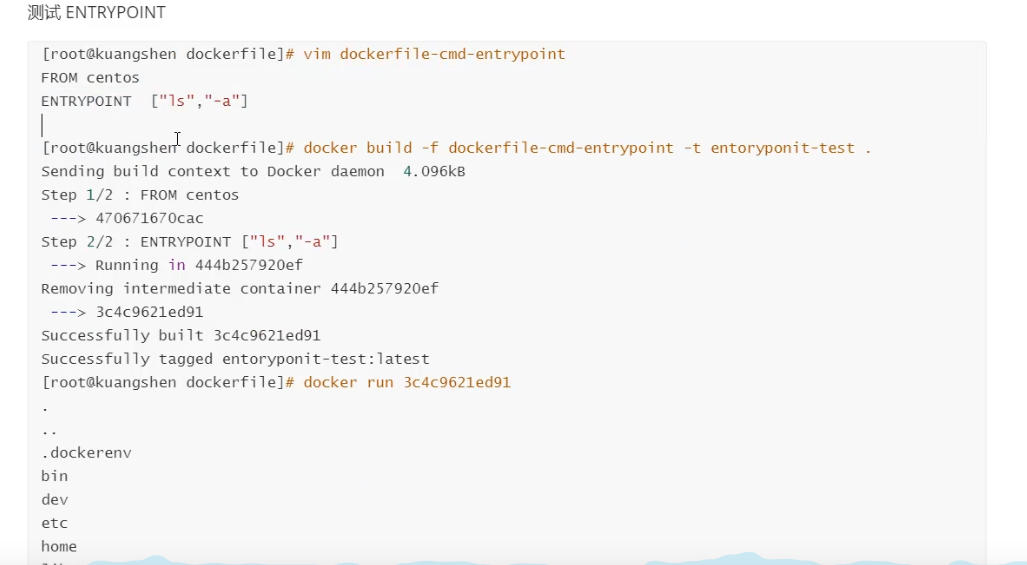 测试 ENTRYPOINT
[root@kuangshen dockerfile]# vim dockerfile-cmd-entrypoint
FROM centos
ENTRYPOINT  ["ls","-a"]
[root@kuangshen dockerfile]# docker build -f dockerfile-cmd-entrypoint -t entoryponit-test .
Sending build context to Docker daemon  4.096kB
Step 1/2 : FROM centos
 ---> 470671670cac
Step 2/2 : ENTRYPOINT ["ls","-a"]
 ---> Running in 444b257920ef
Removing intermediate container 444b257920ef
 ---> 3c4c9621ed91
Successfully built 3c4c9621ed91
Successfully tagged entoryponit-test:latest
[root@kuangshen dockerfile]# docker run 3c4c9621ed91
.
..
.dockerenv
bin
dev
etc
home